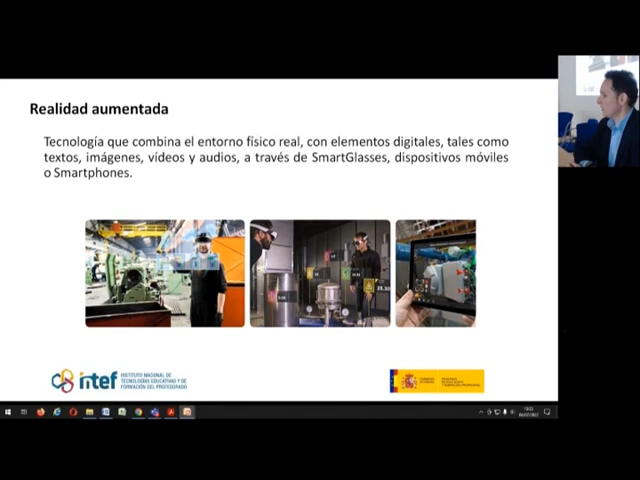 Realidad aumentada
Tecnología que combina el entorno físico real, con elementos digitales, tales como
textos, imágenes, vídeos y audios, a través de SmartGlasses, dispositivos móviles
o Smartphones.
intef
INSTITUTO NACIONAL DE
TECNOLOGÍAS EDUCATIVAS Y DE
FORMACIÓN DEL PROFESORADO